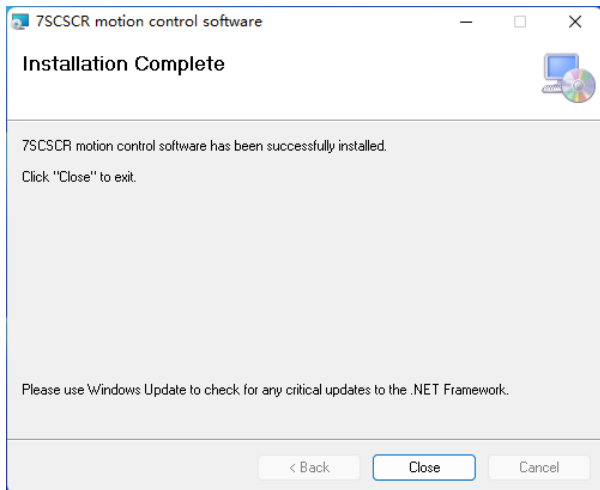 7SCSCR motion control software
Installation Complete
7SCSCR motion control software has been successfully installed.
Click "Close" to exit.
Please use Windows Update to check for any critical updates to the .NET Framework.
< Back
Close
Cancel